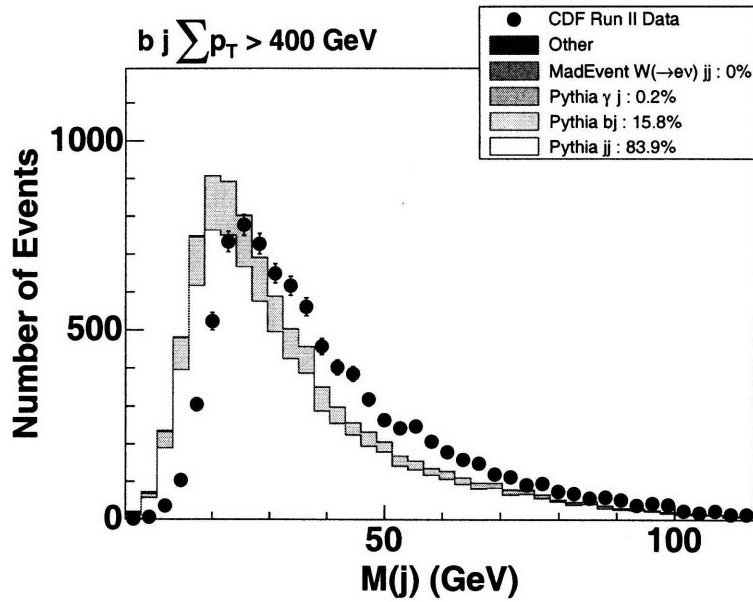 b j ∑p_T > 400 GeV
CDF Run II Data
Other
MadEvent W(→eν) jj : 0%
Pythia γ j : 0.2%
Pythia bj : 15.8%
Pythia jj : 83.9%
Number of Events
1000
500
0
50
100
M(j) (GeV)